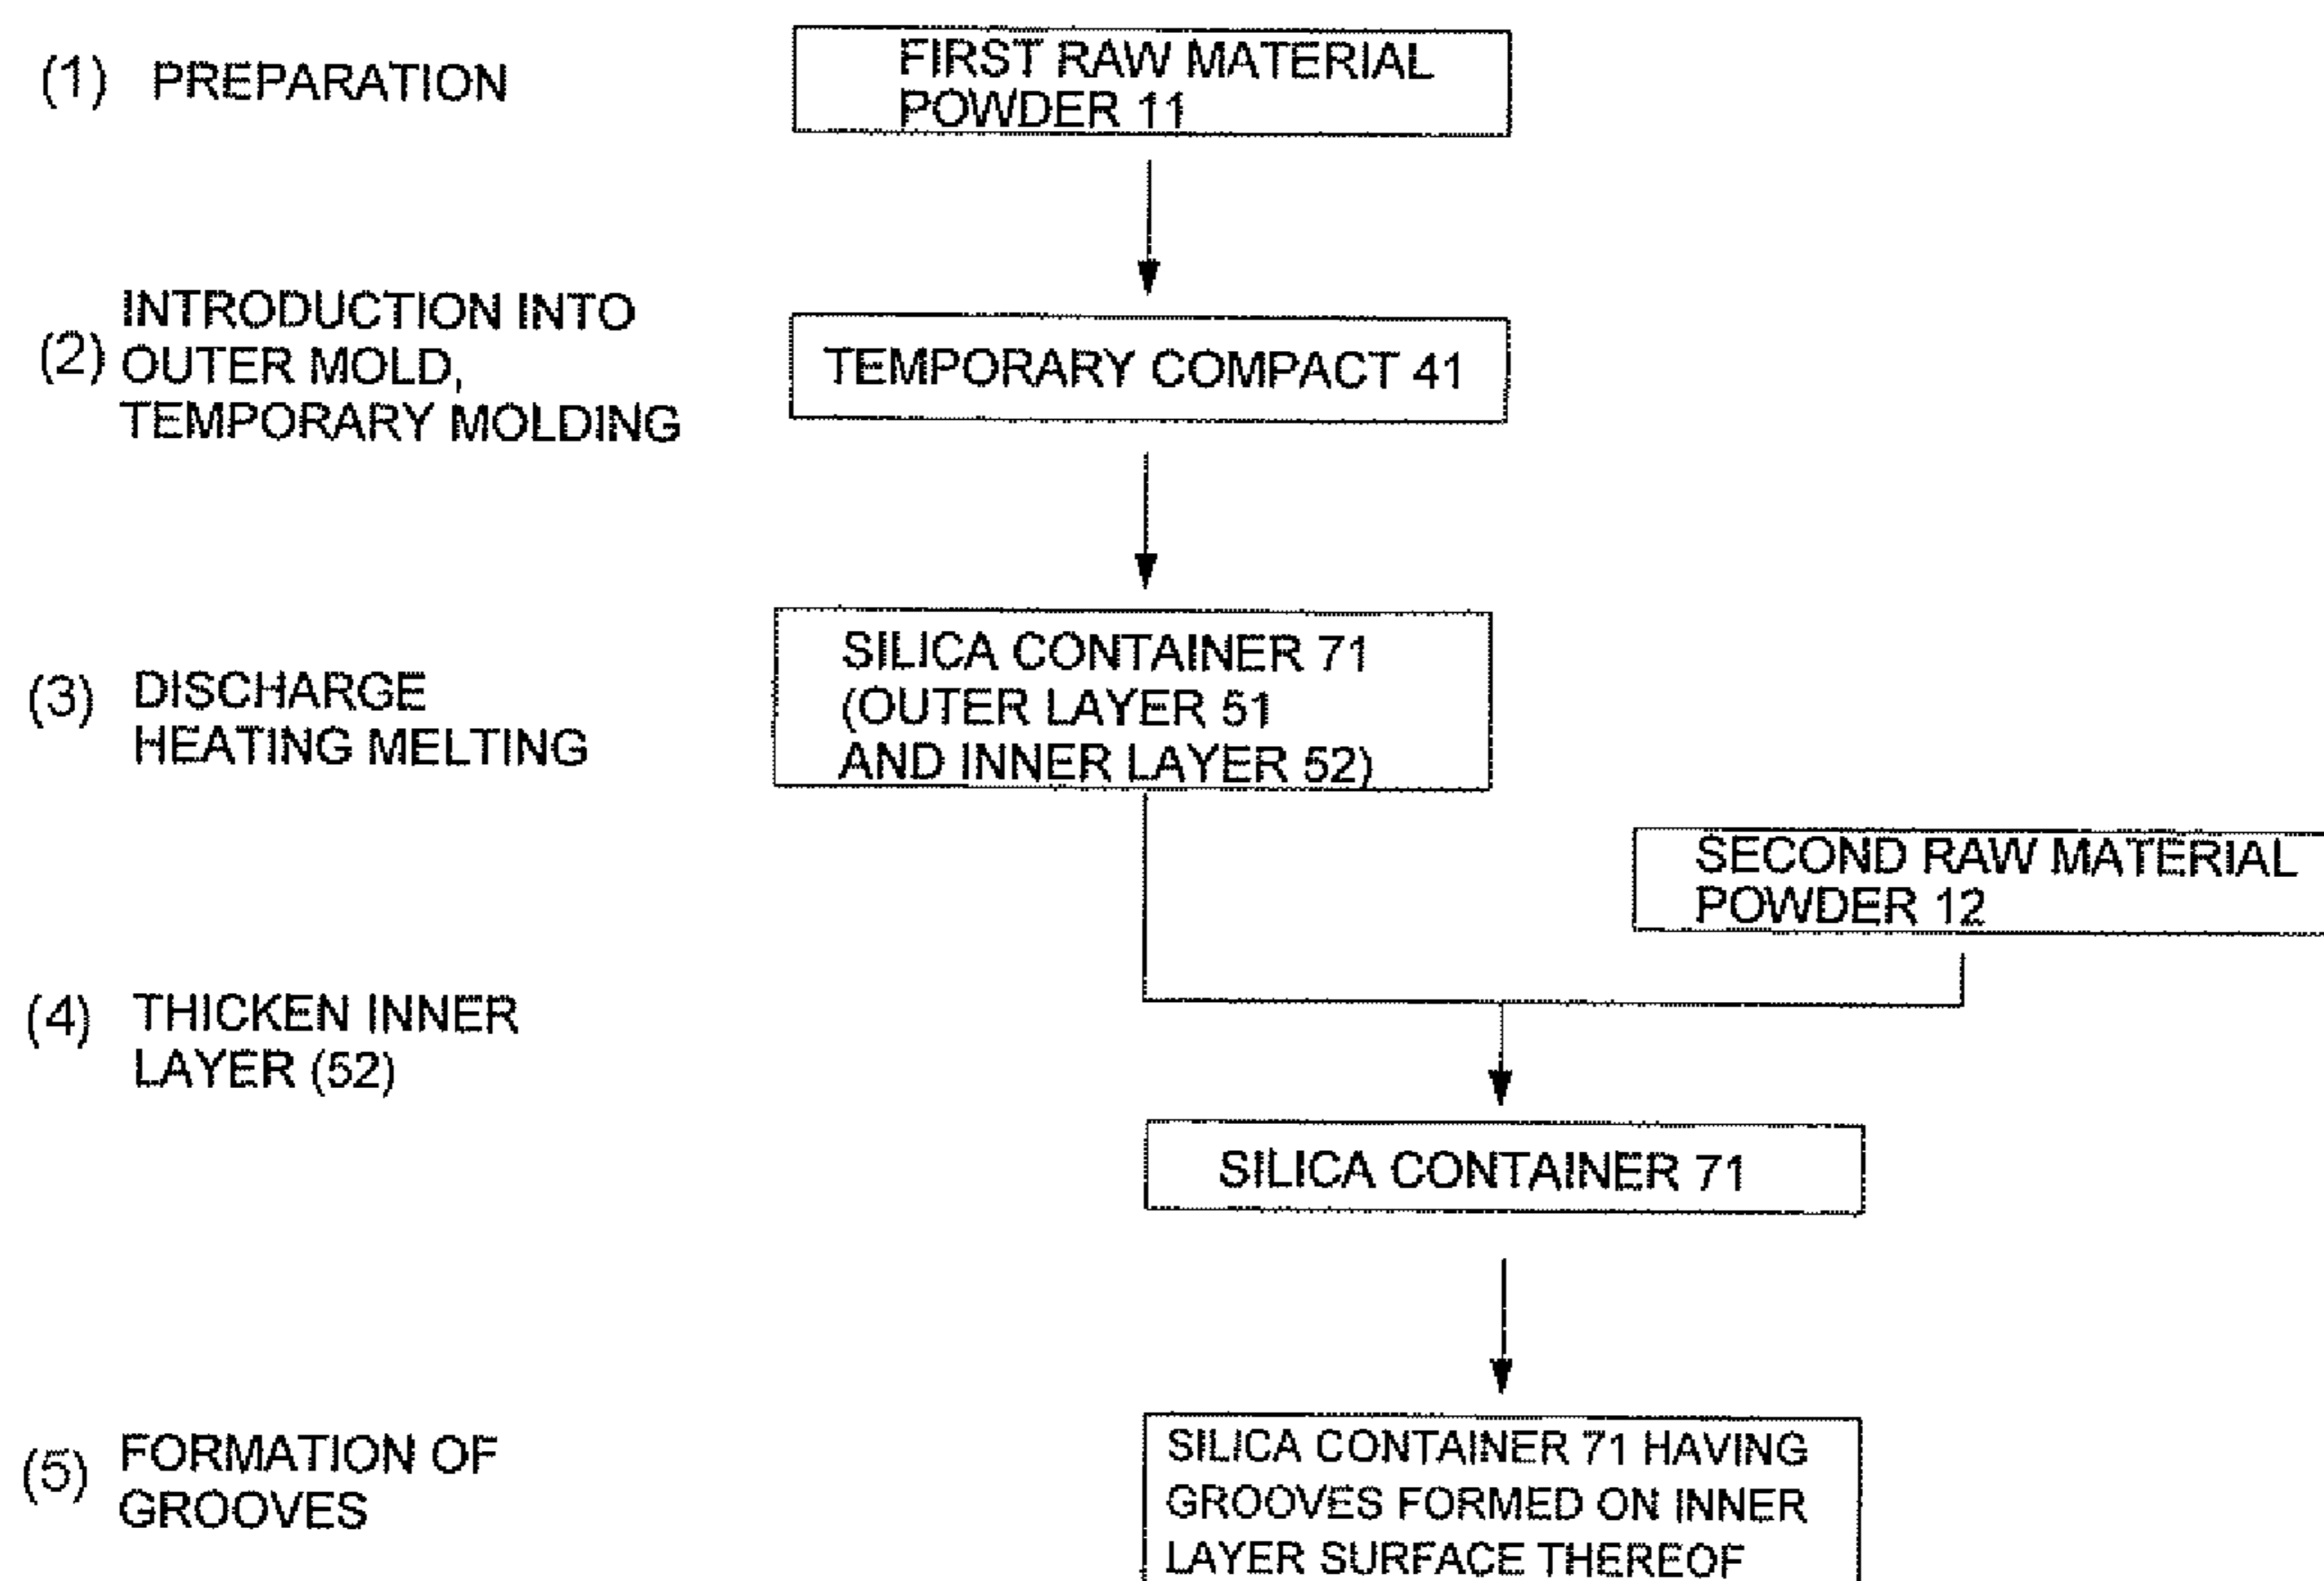 (1) PREPARATION
FIRST RAW MATERIAL
POWDER 11
(2) INTRODUCTION INTO
OUTER MOLD,
TEMPORARY MOLDING
TEMPORARY COMPACT 41
(3) DISCHARGE
HEATING MELTING
SILICA CONTAINER 71
(OUTER LAYER 51
AND INNER LAYER 52)
SECOND RAW MATERIAL
POWDER 12
(4) THICKEN INNER
LAYER (52)
SILICA CONTAINER 71
(5) FORMATION OF
GROOVES
SILICA CONTAINER 71 HAVING
GROOVES FORMED ON INNER
LAYER SURFACE THEREOF